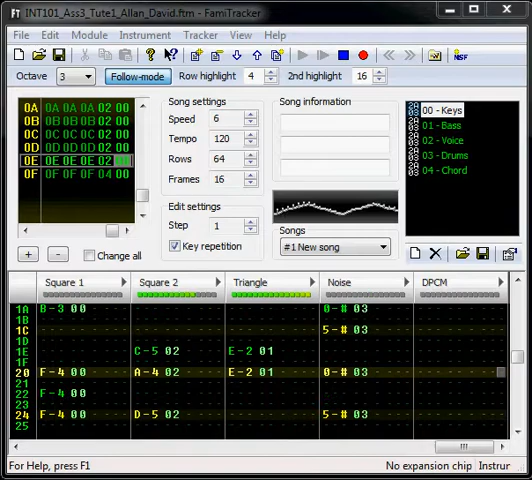 INT101_Ass3_Tute1_Allan_David.ftm - FamiTracker
File Edit Module Instrument Tracker View Help
NSF
Octave 3 Follow-mode Row highlight 4 2nd highlight 16
0A 0A 0A 0A 02 00
0B 0B 0B 0B 02 00
0C 0C 0C 0C 02 00
0D 0D 0D 0D 02 00
0E 0E 0E 0E 02 00
0F 0F 0F 0F 04 00
+ - Change all
Song settings
Speed 6
Tempo 120
Rows 64
Frames 16
Edit settings
Step 1
Key repetition
Song information
Songs
#1 New song
2A03 00 - Keys
2A03 01 - Bass
2A03 02 - Voice
2A03 03 - Drums
2A03 04 - Chord
Square 1 Square 2 Triangle Noise DPCM
1A B-3 00 0-# 03
1B
1C 5-# 03
1D
1E C-5 02 E-2 01
1F
20 F-4 00 A-4 02 E-2 01 0-# 03
21
22 F-4 00
23
24 F-4 00 D-5 02 5-# 03
25
For Help, press F1 No expansion chip Instrur